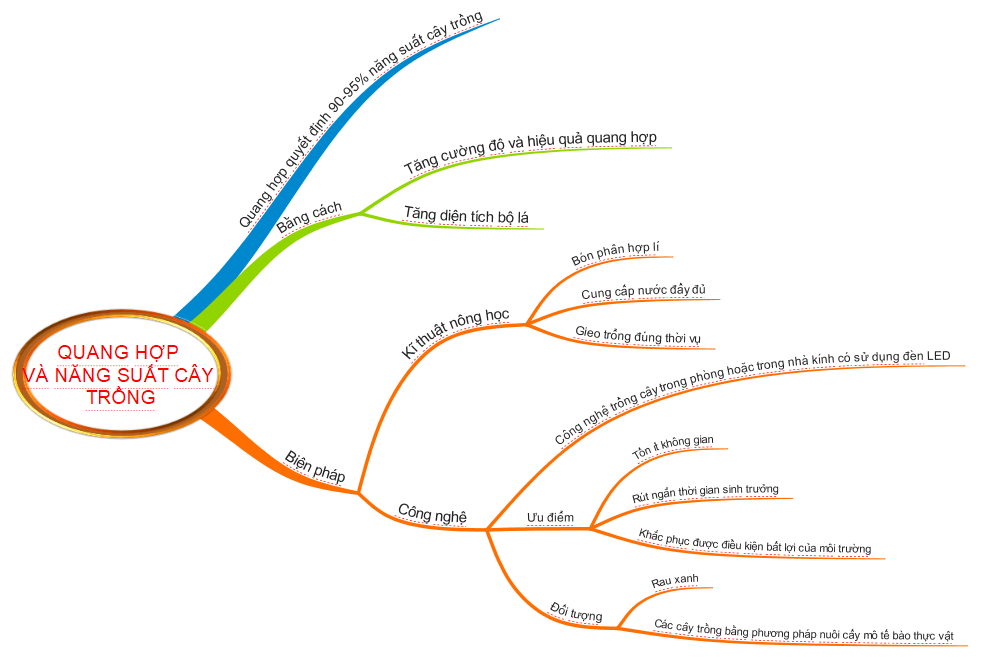 QUANG HỢP
VÀ NĂNG SUẤT CÂY
TRỒNG
Quang hợp quyết định 90-95% năng suất cây trồng
Bằng cách
Tăng cường độ và hiệu quả quang hợp
Tăng diện tích bộ lá
Biện pháp
Kĩ thuật nông học
Bón phân hợp lí
Cung cấp nước đầy đủ
Gieo trồng đúng thời vụ
Công nghệ
Công nghệ trồng cây trong phòng hoặc trong nhà kính có sử dụng đèn LED
Ưu điểm
Tốn ít không gian
Rút ngắn thời gian sinh trưởng
Khắc phục được điều kiện bất lợi của môi trường
Đối tượng
Rau xanh
Các cây trồng bằng phương pháp nuôi cấy mô tế bào thực vật